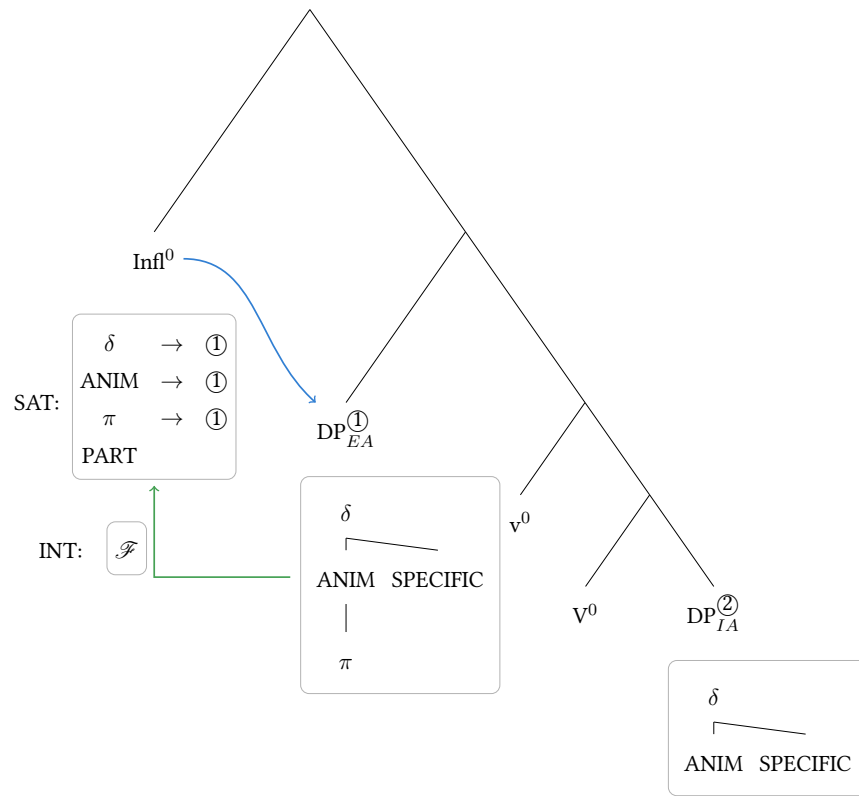 Infl⁰
SAT:
δ → ①
ANIM → ①
π → ①
PART
INT: ℱ
DP①EA
δ
ANIM SPECIFIC
π
v⁰
V⁰
DP②IA
δ
ANIM SPECIFIC